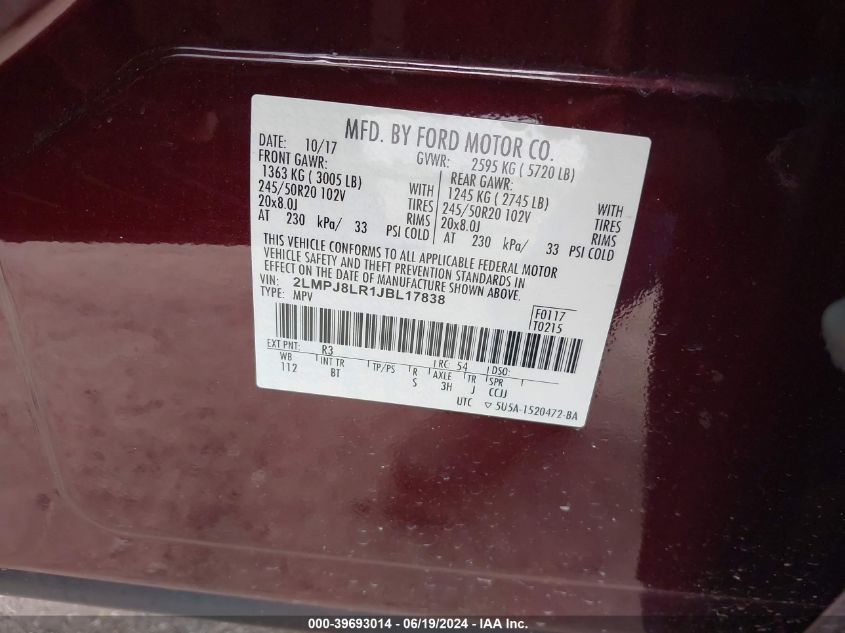 MFD. BY FORD MOTOR CO.
DATE: 10/17 GVWR: 2595 KG ( 5720 LB)
FRONT GAWR: REAR GAWR:
1363 KG ( 3005 LB) WITH 1245 KG ( 2745 LB) WITH
245/50R20 102V TIRES 245/50R20 102V TIRES
20x8.0J RIMS 20x8.0J RIMS
AT 230 kPa/ 33 PSI COLD AT 230 kPa/ 33 PSI COLD
THIS VEHICLE CONFORMS TO ALL APPLICABLE FEDERAL MOTOR
VEHICLE SAFETY AND THEFT PREVENTION STANDARDS IN
EFFECT ON THE DATE OF MANUFACTURE SHOWN ABOVE.
VIN: 2LMPJ8LR1JBL17838
TYPE: MPV
F0117
T0215
EXT PNT: R3 RC: 54 DSO:
WB INT TR TP/PS R AXLE TR SPR
112 BT S 3H J CCJJ
UTC ▽ 5U5A-1520472-BA
000-39693014 / 06/19/2024 / IAA - U.S.